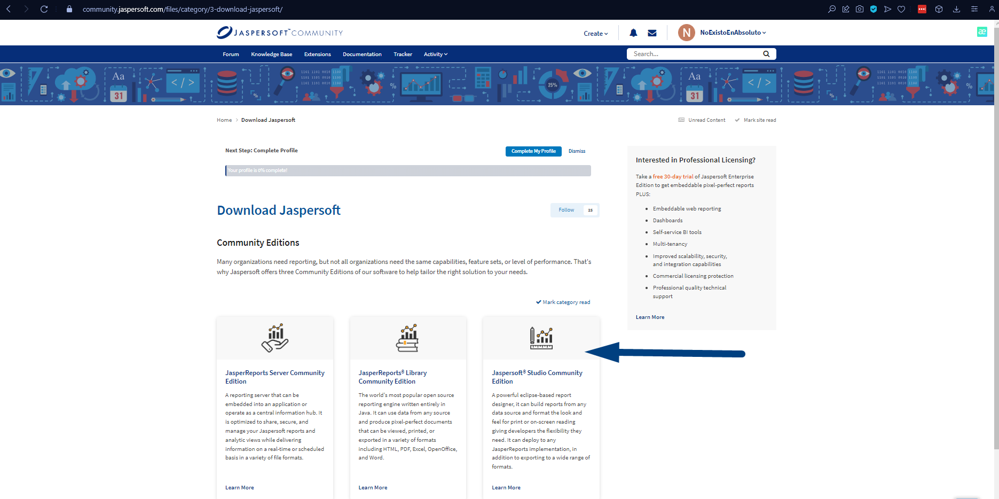 community.jaspersoft.com/files/category/3-download-jaspersoft/
JASPERSOFT™ COMMUNITY
Create
N
NoExistoEnAbsoluto
æ
Forum
Knowledge Base
Extensions
Documentation
Tracker
Activity
Search...
Aa
31
</>
%
1101 1101 0010 1100
1101 1101 0010 1100
1101 1101 0010 1100
%
25%
Aa
31
</>
%
1101 1101 0010 1100
1101 1101 0010 1100
1101 1101 0010 1100
%
Home > Download Jaspersoft
Unread Content
Mark site read
Next Step: Complete Profile
Complete My Profile
Dismiss
Your profile is 0% complete!
Download Jaspersoft
Follow
25
Community Editions
Many organizations need reporting, but not all organizations need the same capabilities, feature sets, or level of performance. That's
why Jaspersoft offers three Community Editions of our software to help tailor the right solution to your needs.
Mark category read
JasperReports Server Community
Edition
A reporting server that can be
embedded into an application or
operate as a central information hub. It
is optimized to share, secure, and
manage your Jaspersoft reports and
analytic views while delivering
information on a real-time or scheduled
basis in a variety of file formats.
Learn More
JasperReports® Library
Community Edition
The world's most popular open source
reporting engine written entirely in
Java. It can use data from any source
and produce pixel-perfect documents
that can be viewed, printed, or
exported in a variety of formats
including HTML, PDF, Excel, OpenOffice,
and Word.
Learn More
Jaspersoft® Studio Community
Edition
A powerful eclipse-based report
designer, it can build reports from any
data source and format the look and
feel for print or on-screen reading
giving developers the flexibility they
need. It can deploy to any
JasperReports implementation, in
addition to exporting to a wide range of
formats.
Learn More
Interested in Professional Licensing?
Take a free 30-day trial of Jaspersoft Enterprise
Edition to get embeddable pixel-perfect reports
PLUS:
Embeddable web reporting
Dashboards
Self-service BI tools
Multi-tenancy
Improved scalability, security,
and integration capabilities
Commercial licensing protection
Professional quality technical
support
Learn More